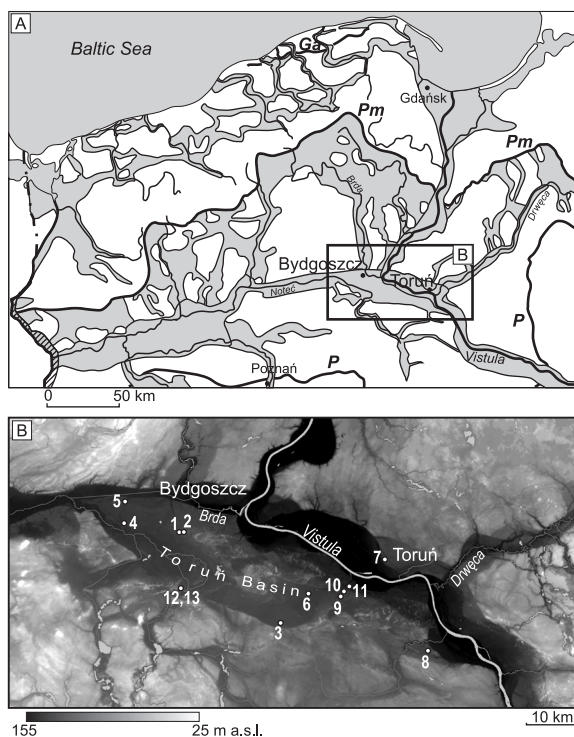 A
Baltic Sea
Ga
Gdańsk
Pm
Pm
Brda
Drwęca
B
Bydgoszcz
Toruń
Noteć
P
Vistula
Poznań
P
0 50 km
B
5
Bydgoszcz
4
1 2
Brda
Vistula
7
Toruń
Drwęca
Toruń Basin
10
11
12,13
6
9
3
8
155 25 m a.s.l.
10 km